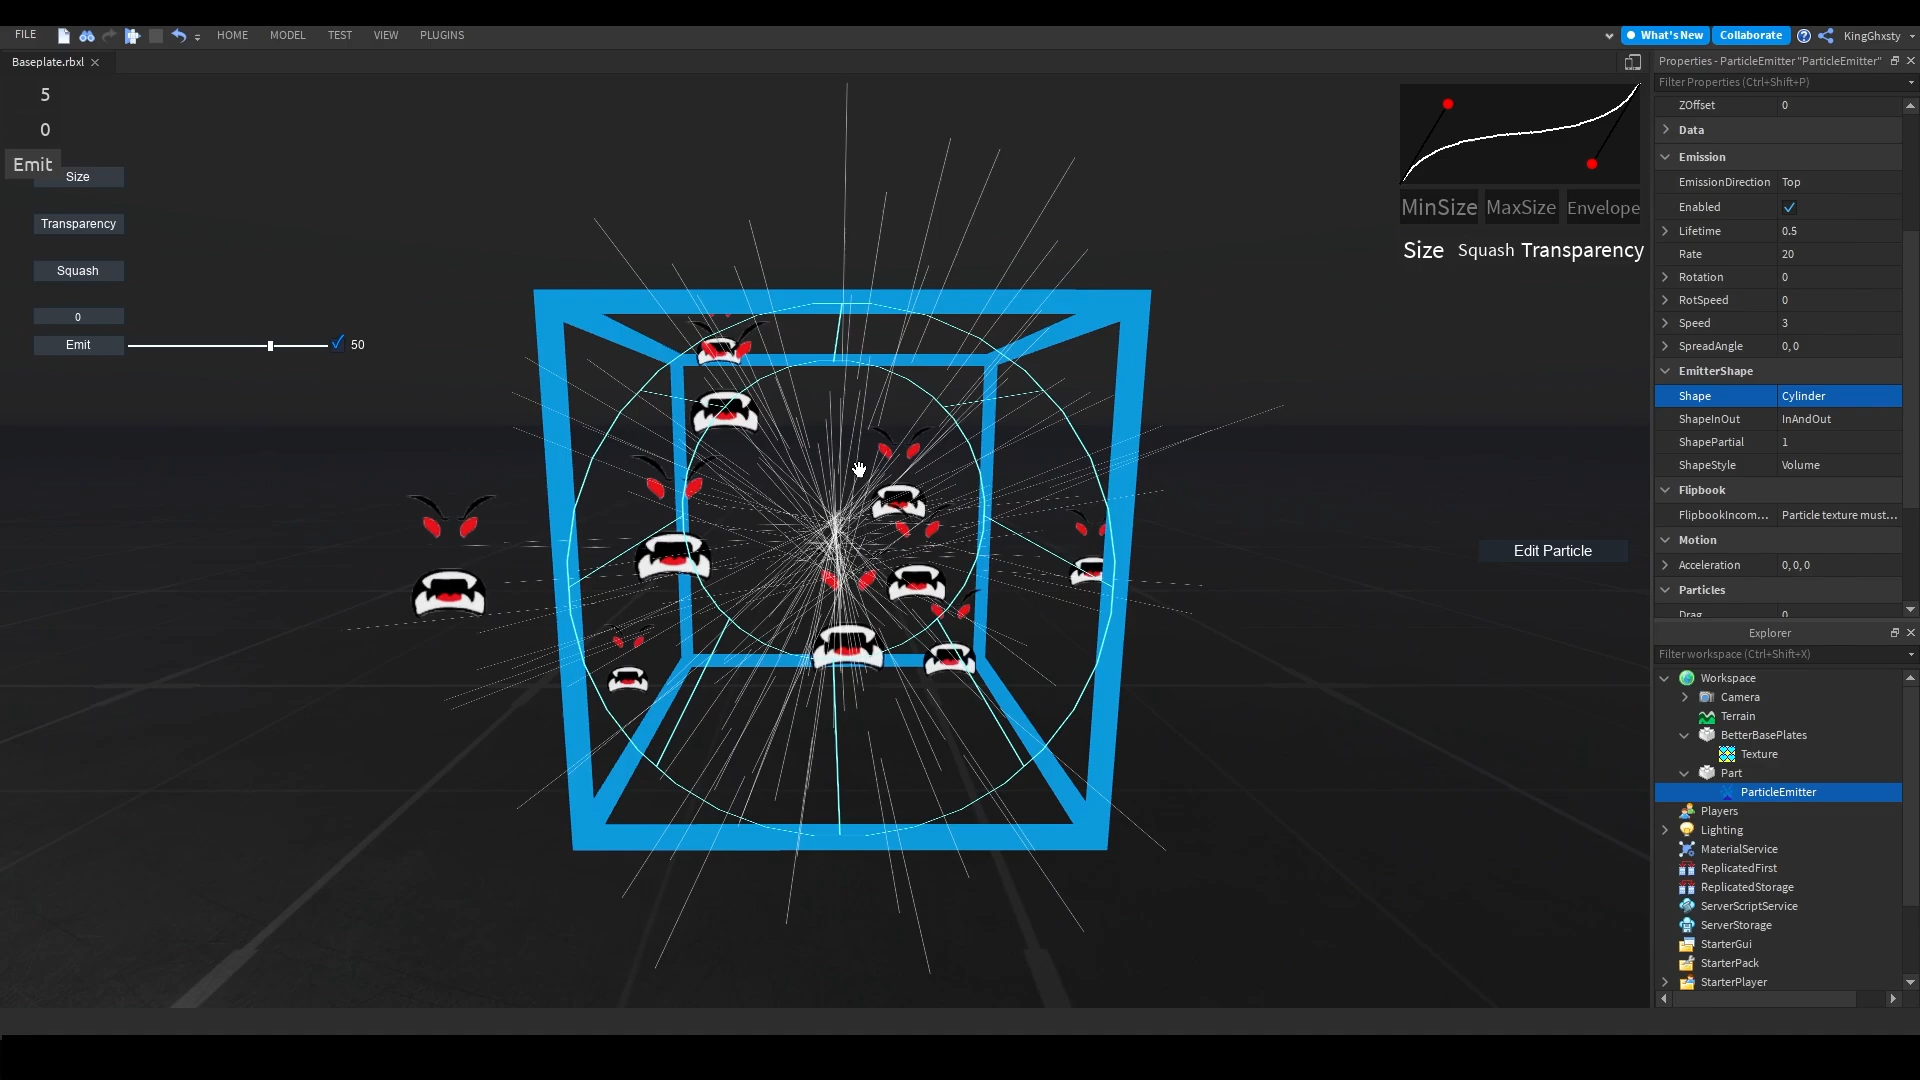 FILE
HOME
MODEL
TEST
VIEW
PLUGINS
What's New
Collaborate
KingGhxsty
Baseplate.rbxl
5
0
Emit
Size
Transparency
Squash
0
Emit
50
MinSize
MaxSize
Envelope
Size
Squash
Transparency
Edit Particle
Properties - ParticleEmitter "ParticleEmitter"
Filter Properties (Ctrl+Shift+P)
ZOffset 0
Data
Emission
EmissionDirection Top
Enabled
Lifetime 0.5
Rate 20
Rotation 0
RotSpeed 0
Speed 3
SpreadAngle 0, 0
EmitterShape
Shape Cylinder
ShapeInOut InAndOut
ShapePartial 1
ShapeStyle Volume
Flipbook
FlipbookIncom... Particle texture must...
Motion
Acceleration 0, 0, 0
Particles
Drag 0
Explorer
Filter workspace (Ctrl+Shift+X)
Workspace
Camera
Terrain
BetterBasePlates
Texture
Part
ParticleEmitter
Players
Lighting
MaterialService
ReplicatedFirst
ReplicatedStorage
ServerScriptService
ServerStorage
StarterGui
StarterPack
StarterPlayer